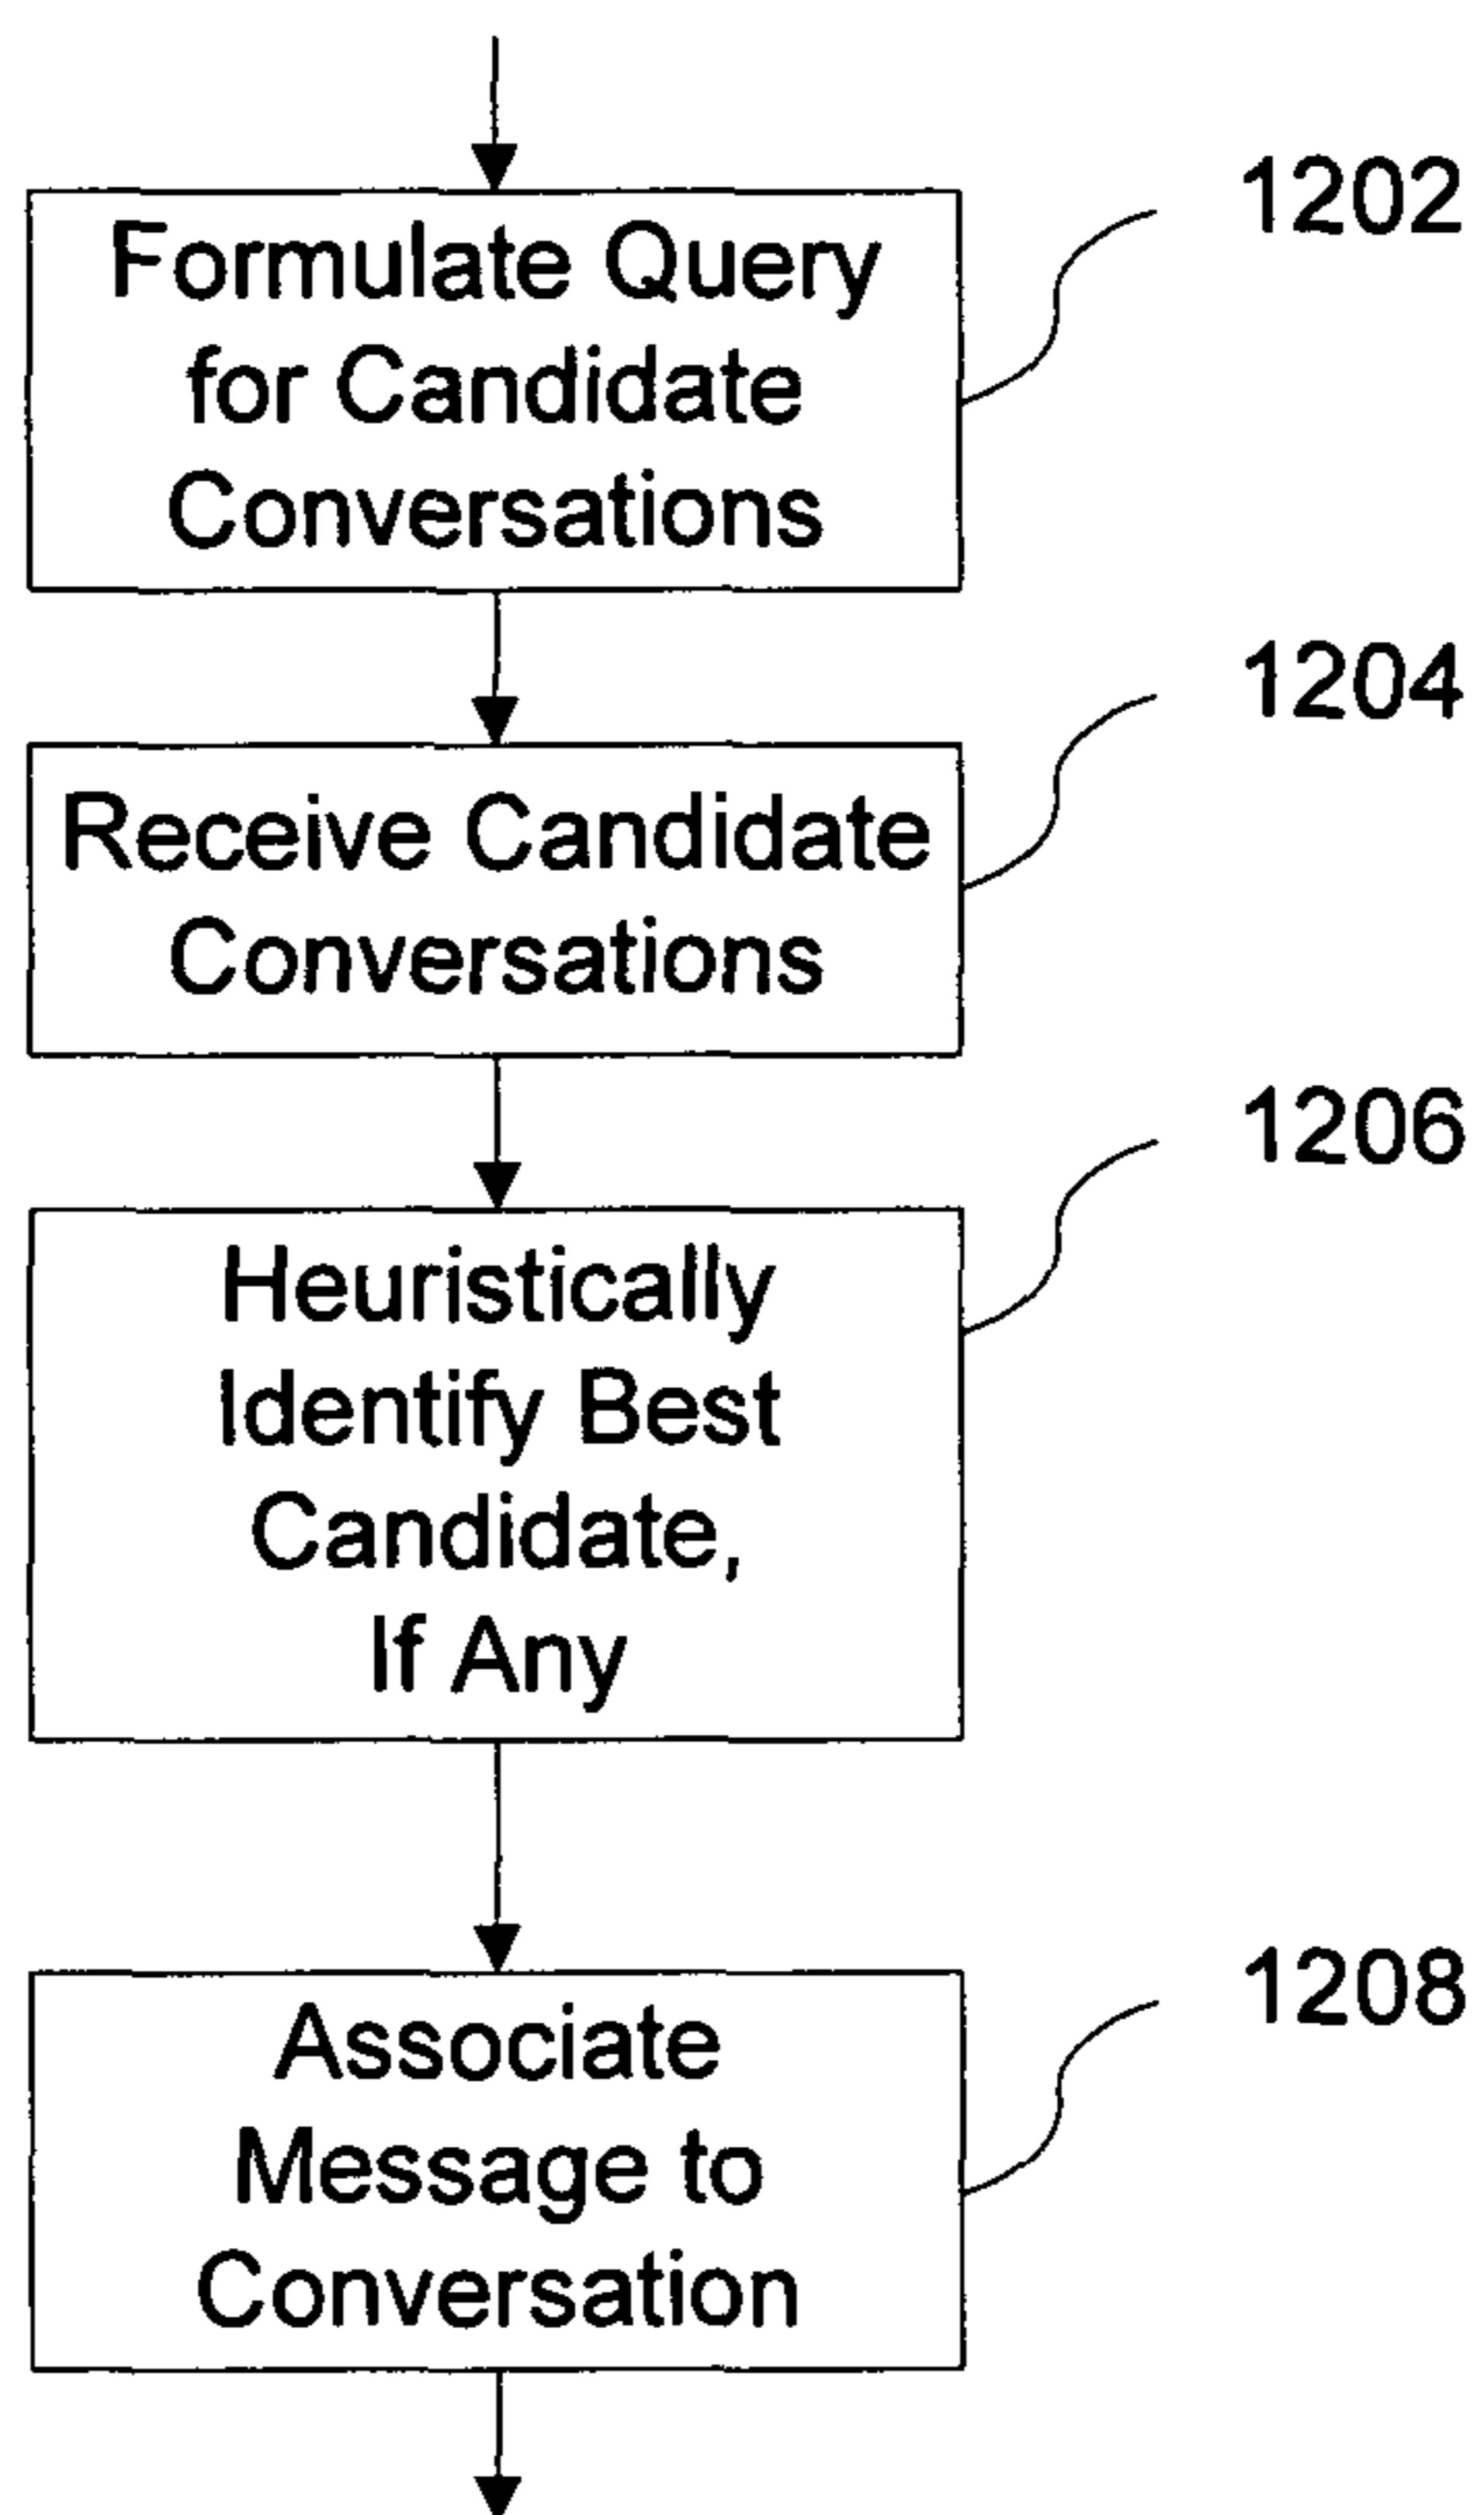 1202
Formulate Query
for Candidate
Conversations
1204
Receive Candidate
Conversations
1206
Heuristically
Identify Best
Candidate,
If Any
1208
Associate
Message to
Conversation